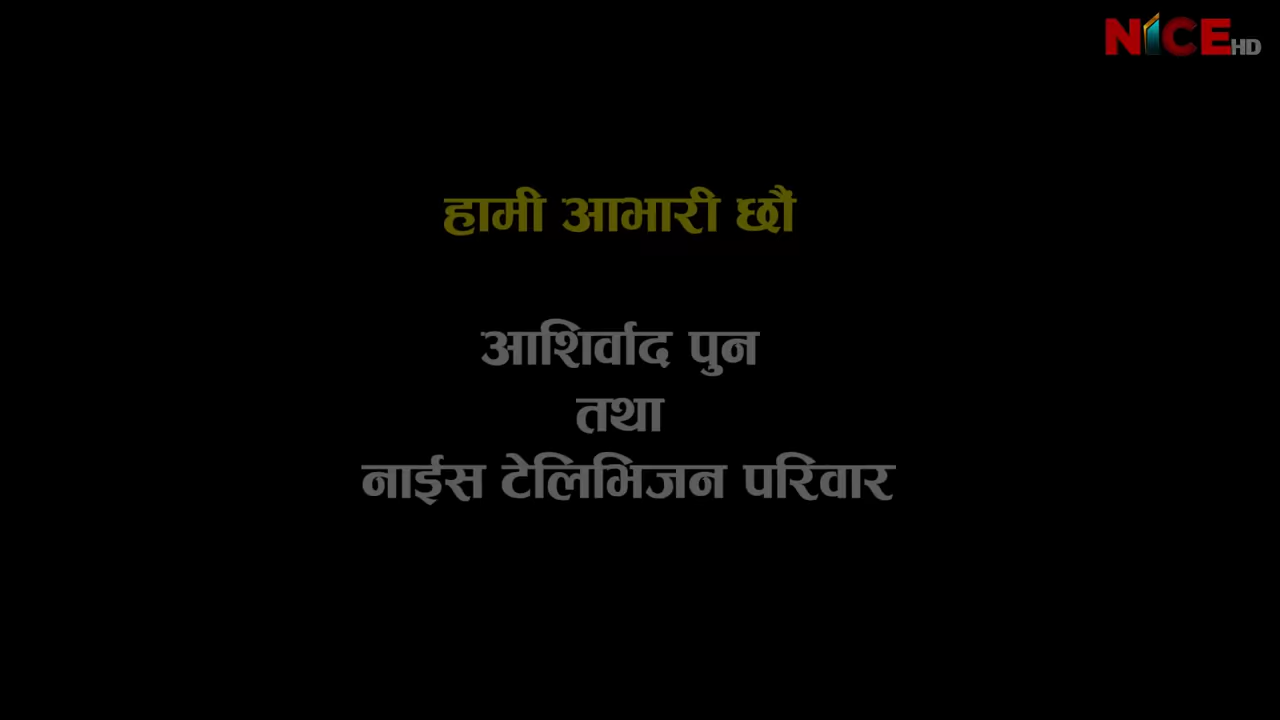 NICE HD
हामी आभारी छौं
आशिर्वाद पुन
तथा
नाईस टेलिभिजन परिवार